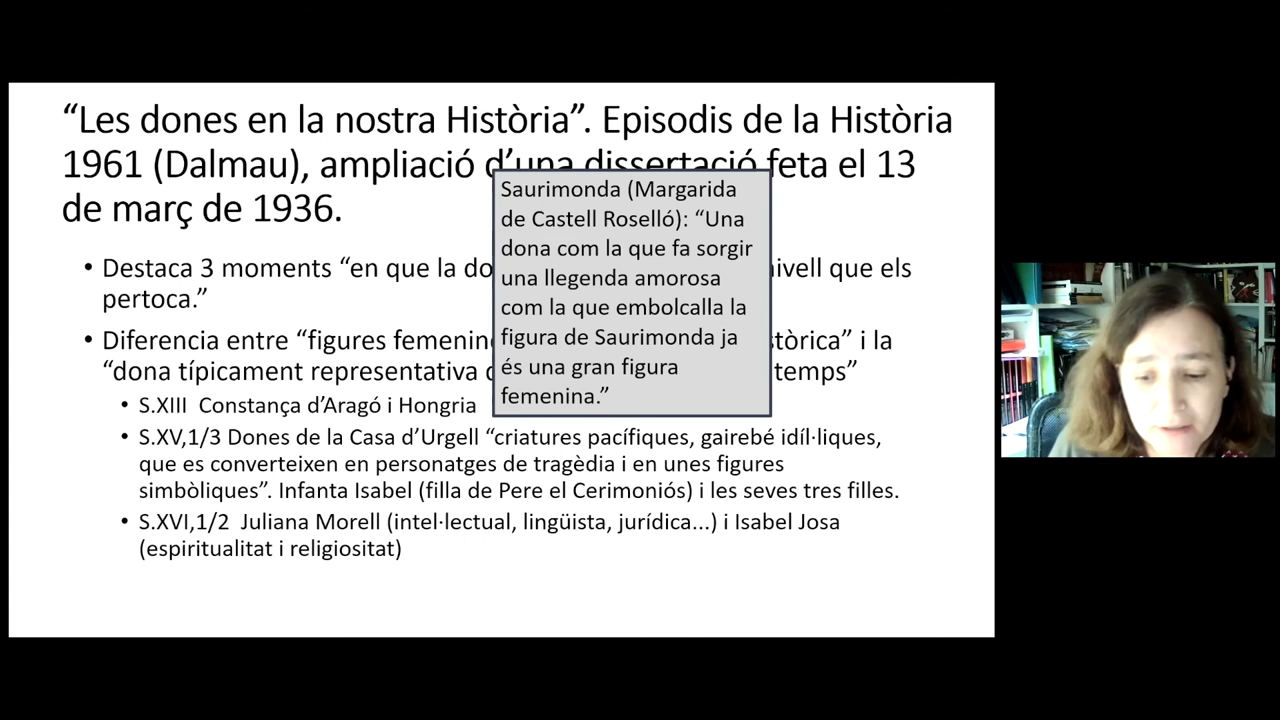 “Les dones en la nostra Història”. Episodis de la Història
1961 (Dalmau), ampliació d’una dissertació feta el 13
de març de 1936.
• Destaca 3 moments “en que la do
nivell que els
pertoca.”
• Diferencia entre “figures femenin
stòrica” i la
“dona típicament representativa
temps”
• S.XIII Constança d’Aragó i Hongria
• S.XV,1/3 Dones de la Casa d’Urgell “criatures pacífiques, gairebé idíl·liques,
que es converteixen en personatges de tragèdia i en unes figures
simbòliques”. Infanta Isabel (filla de Pere el Cerimoniós) i les seves tres filles.
• S.XVI,1/2 Juliana Morell (intel·lectual, lingüista, jurídica...) i Isabel Josa
(espiritualitat i religiositat)
Saurimonda (Margarida
de Castell Roselló): “Una
dona com la que fa sorgir
una llegenda amorosa
com la que embolcalla la
figura de Saurimonda ja
és una gran figura
femenina.”